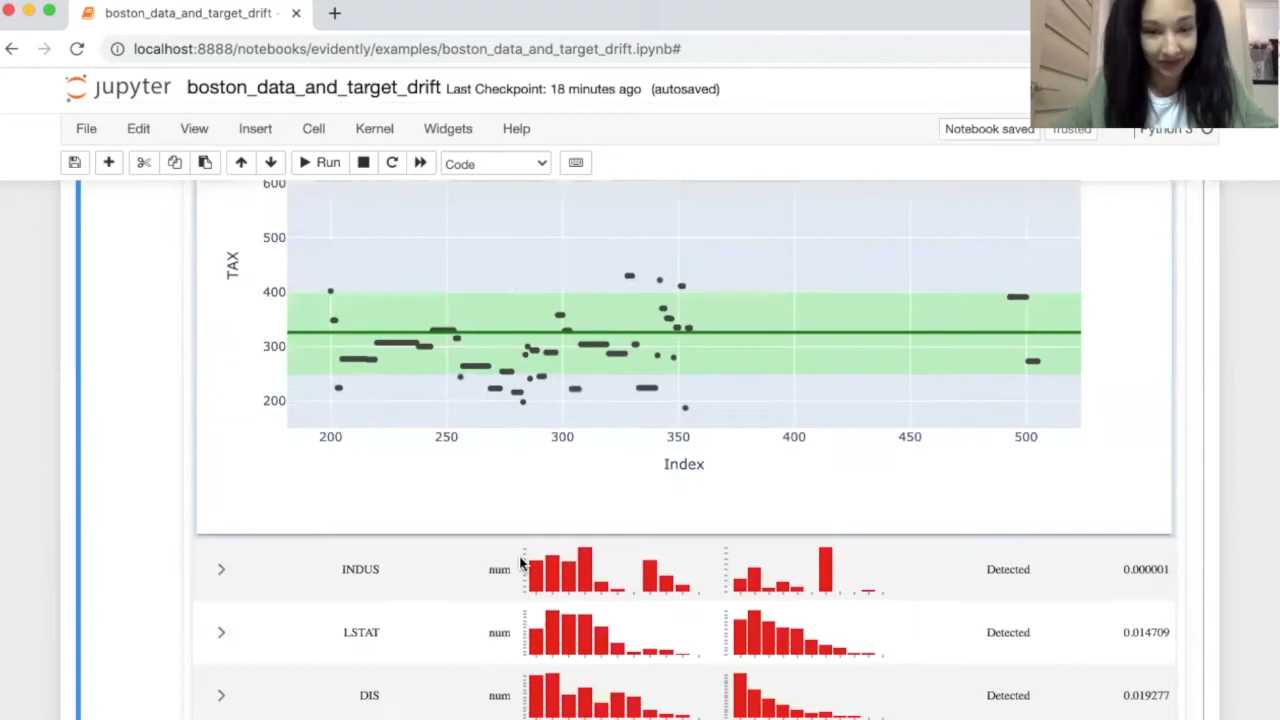 boston_data_and_target_drift -
localhost:8888/notebooks/evidently/examples/boston_data_and_target_drift.ipynb#
jupyter boston_data_and_target_drift Last Checkpoint: 18 minutes ago (autosaved)
File Edit View Insert Cell Kernel Widgets Help Notebook saved Trusted Python 3
Run Code
600
500
400
300
200
TAX
200 250 300 350 400 450 500
Index
INDUS num Detected 0.000001
LSTAT num Detected 0.014709
DIS num Detected 0.019277